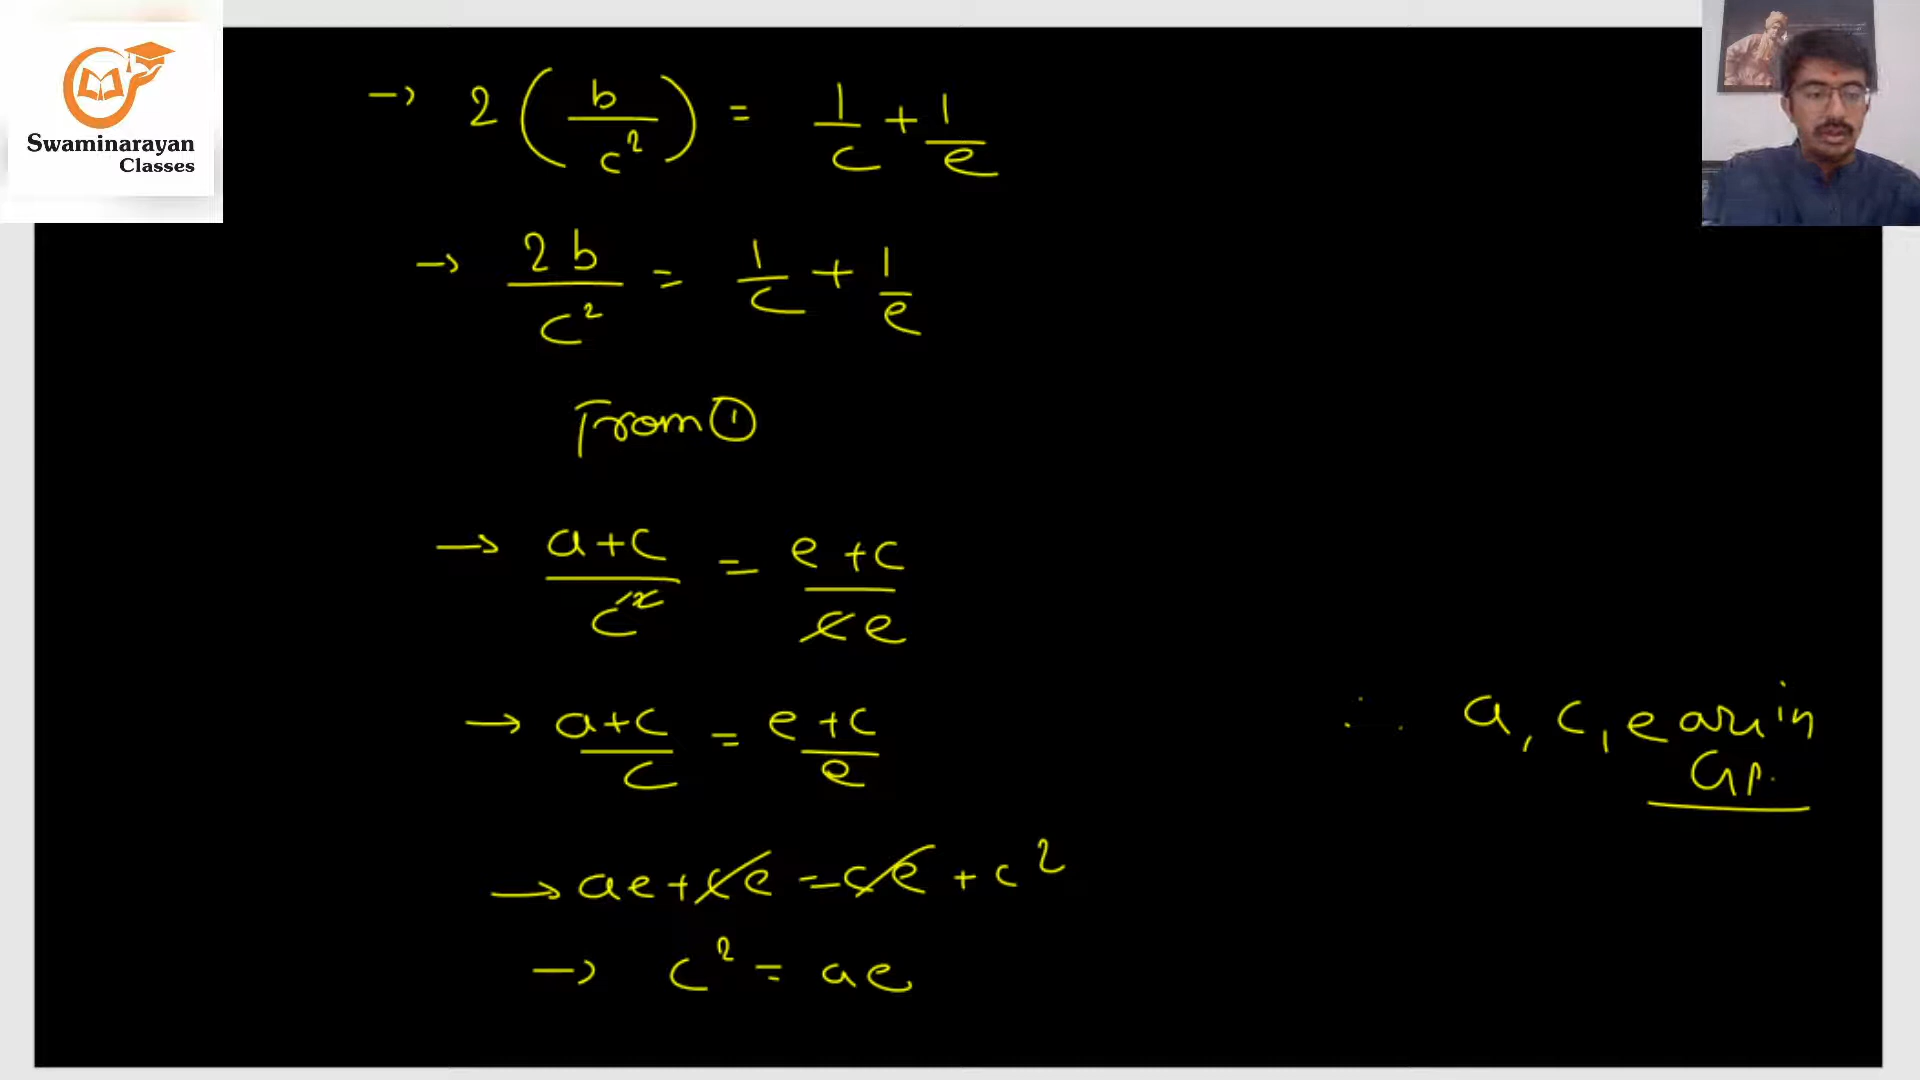 Swaminarayan
Classes
→ 2 ( b / c² ) = 1/c + 1/e
→ 2b / c² = 1/c + 1/e
From ①
→ a+c / c² = e+c / ce
→ a+c / c = e+c / e
∴ a, c, e are in
GP.
→ ae + ce = ce + c²
→ c² = ae